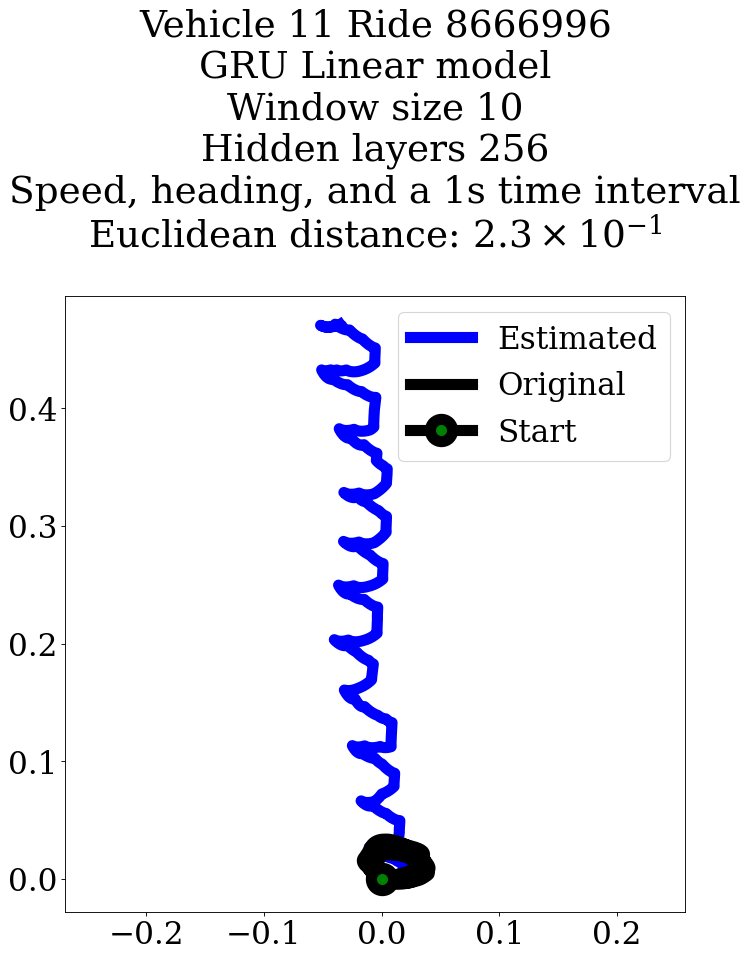 Vehicle 11 Ride 8666996
GRU Linear model
Window size 10
Hidden layers 256
Speed, heading, and a 1s time interval
Euclidean distance: 2.3 × 10⁻¹
Estimated
Original
Start
0.4
0.3
0.2
0.1
0.0
−0.2 −0.1 0.0 0.1 0.2